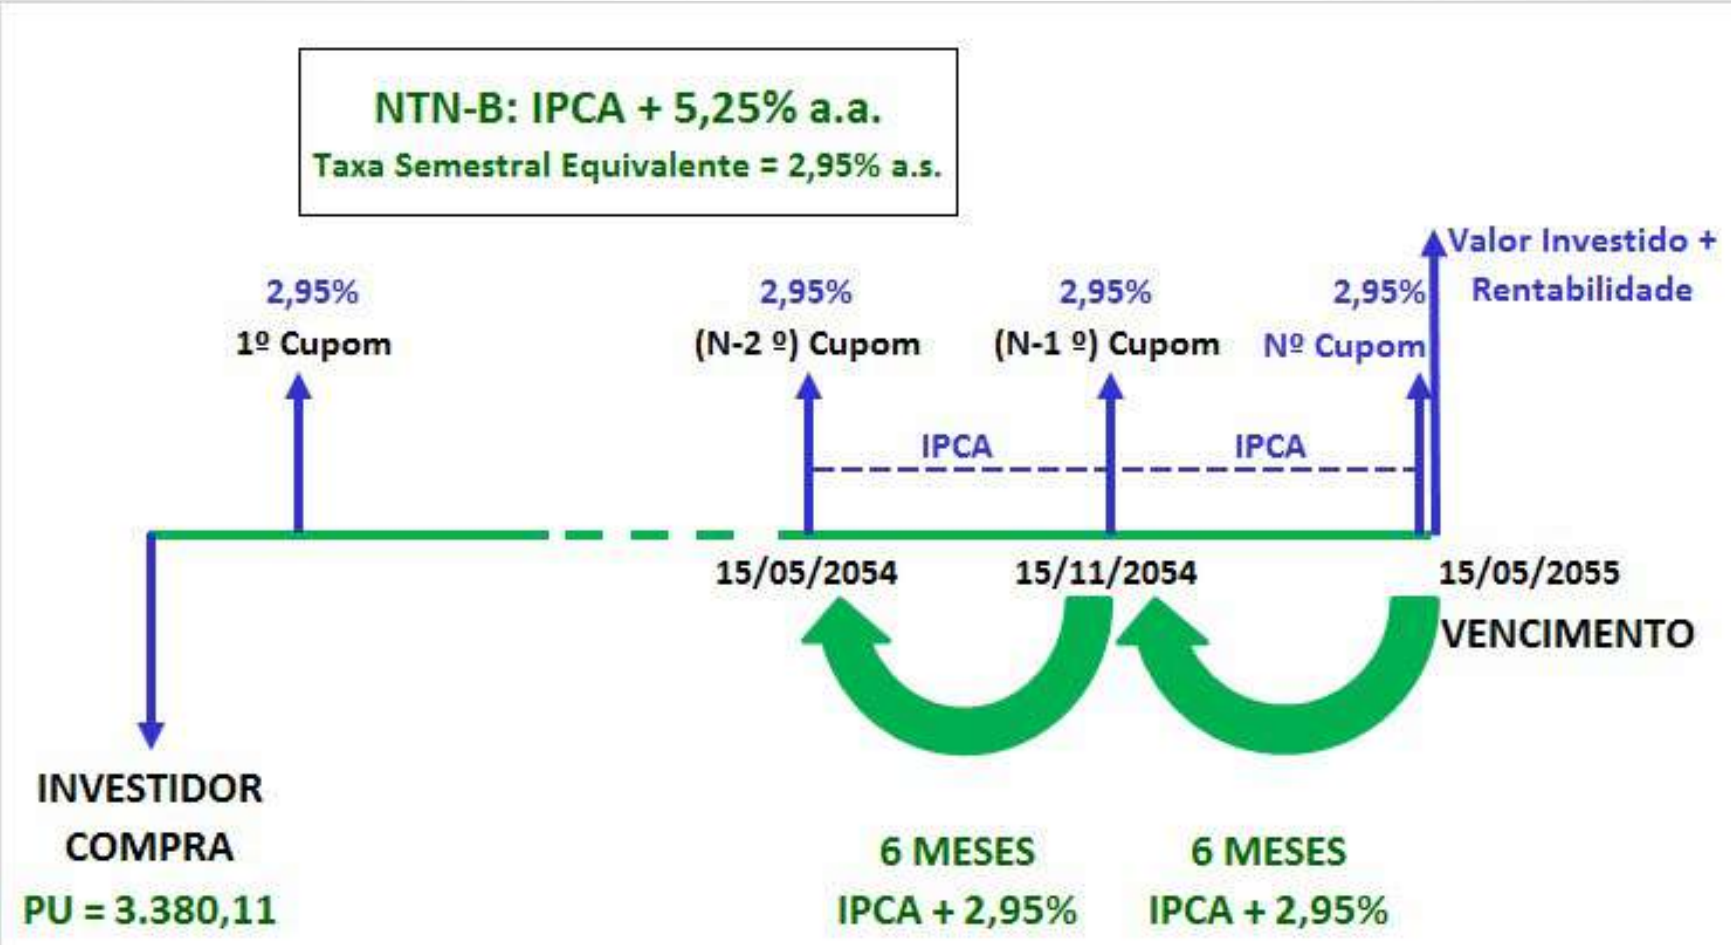 NTN-B: IPCA + 5,25% a.a.
Taxa Semestral Equivalente = 2,95% a.s.
Valor Investido +
Rentabilidade
2,95%
1º Cupom
2,95%
(N-2 º) Cupom
2,95%
(N-1 º) Cupom
2,95%
Nº Cupom
IPCA
IPCA
15/05/2054
15/11/2054
15/05/2055
VENCIMENTO
INVESTIDOR
COMPRA
PU = 3.380,11
6 MESES
IPCA + 2,95%
6 MESES
IPCA + 2,95%